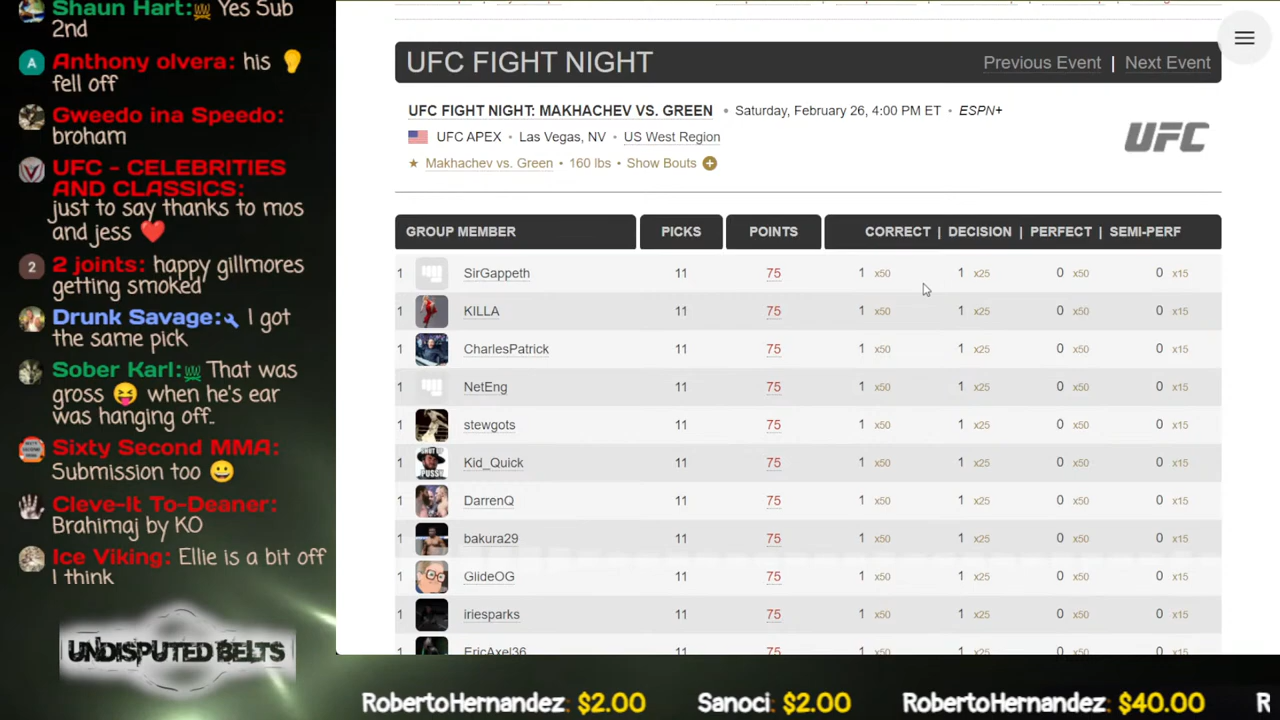 Shaun Hart: Yes Sub
2nd
Anthony olvera: his
fell off
Gweedo ina Speedo:
broham
UFC - CELEBRITIES
AND CLASSICS:
just to say thanks to mos
and jess ❤️
2 joints: happy gillmores
getting smoked
Drunk Savage: I got
the same pick
Sober Karl: That was
gross 😝 when he's ear
was hanging off..
Sixty Second MMA:
Submission too 😀
Cleve-It To-Deaner:
Brahimaj by KO
Ice Viking: Ellie is a bit off
I think
UNDISPUTED BELTS
UFC FIGHT NIGHT
Previous Event | Next Event
UFC FIGHT NIGHT: MAKHACHEV VS. GREEN • Saturday, February 26, 4:00 PM ET • ESPN+
UFC APEX • Las Vegas, NV • US West Region
★ Makhachev vs. Green • 160 lbs • Show Bouts +
UFC
GROUP MEMBER PICKS POINTS CORRECT | DECISION | PERFECT | SEMI-PERF
1 SirGappeth 11 75 1 x50 1 x25 0 x50 0 x15
1 KILLA 11 75 1 x50 1 x25 0 x50 0 x15
1 CharlesPatrick 11 75 1 x50 1 x25 0 x50 0 x15
1 NetEng 11 75 1 x50 1 x25 0 x50 0 x15
1 stewgots 11 75 1 x50 1 x25 0 x50 0 x15
1 Kid_Quick 11 75 1 x50 1 x25 0 x50 0 x15
1 DarrenQ 11 75 1 x50 1 x25 0 x50 0 x15
1 bakura29 11 75 1 x50 1 x25 0 x50 0 x15
1 GlideOG 11 75 1 x50 1 x25 0 x50 0 x15
1 iriesparks 11 75 1 x50 1 x25 0 x50 0 x15
1 EricAxel36 11 75 1 x50 1 x25 0 x50 0 x15
RobertoHernandez: $2.00 Sanoci: $2.00 RobertoHernandez: $40.00 R